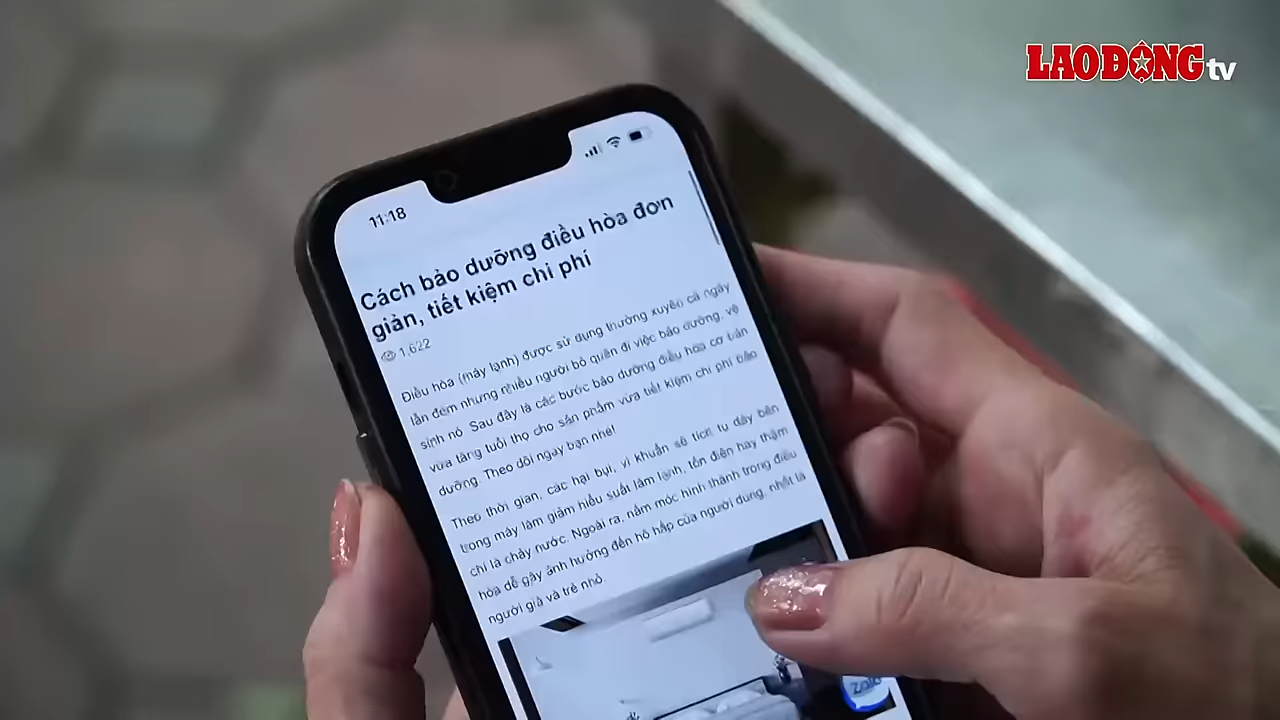 LAO ĐỘNG tv
11:18
Cách bảo dưỡng điều hòa đơn
giản, tiết kiệm chi phí
1,622
Điều hòa (máy lạnh) được sử dụng thường xuyên cả ngày
lẫn đêm nhưng nhiều người bỏ quên đi việc bảo dưỡng, vệ
sinh nó. Sau đây là các bước bảo dưỡng điều hòa cơ bản
vừa tăng tuổi thọ cho sản phẩm vừa tiết kiệm chi phí bảo
dưỡng. Theo dõi ngay bạn nhé!
Theo thời gian, các hạt bụi, vi khuẩn sẽ tích tụ dày bên
trong máy làm giảm hiệu suất làm lạnh, tốn điện hay thậm
chí là chảy nước. Ngoài ra, nấm mốc hình thành trong điều
hòa dễ gây ảnh hưởng đến hô hấp của người dùng, nhất là
người già và trẻ nhỏ.
Zalo